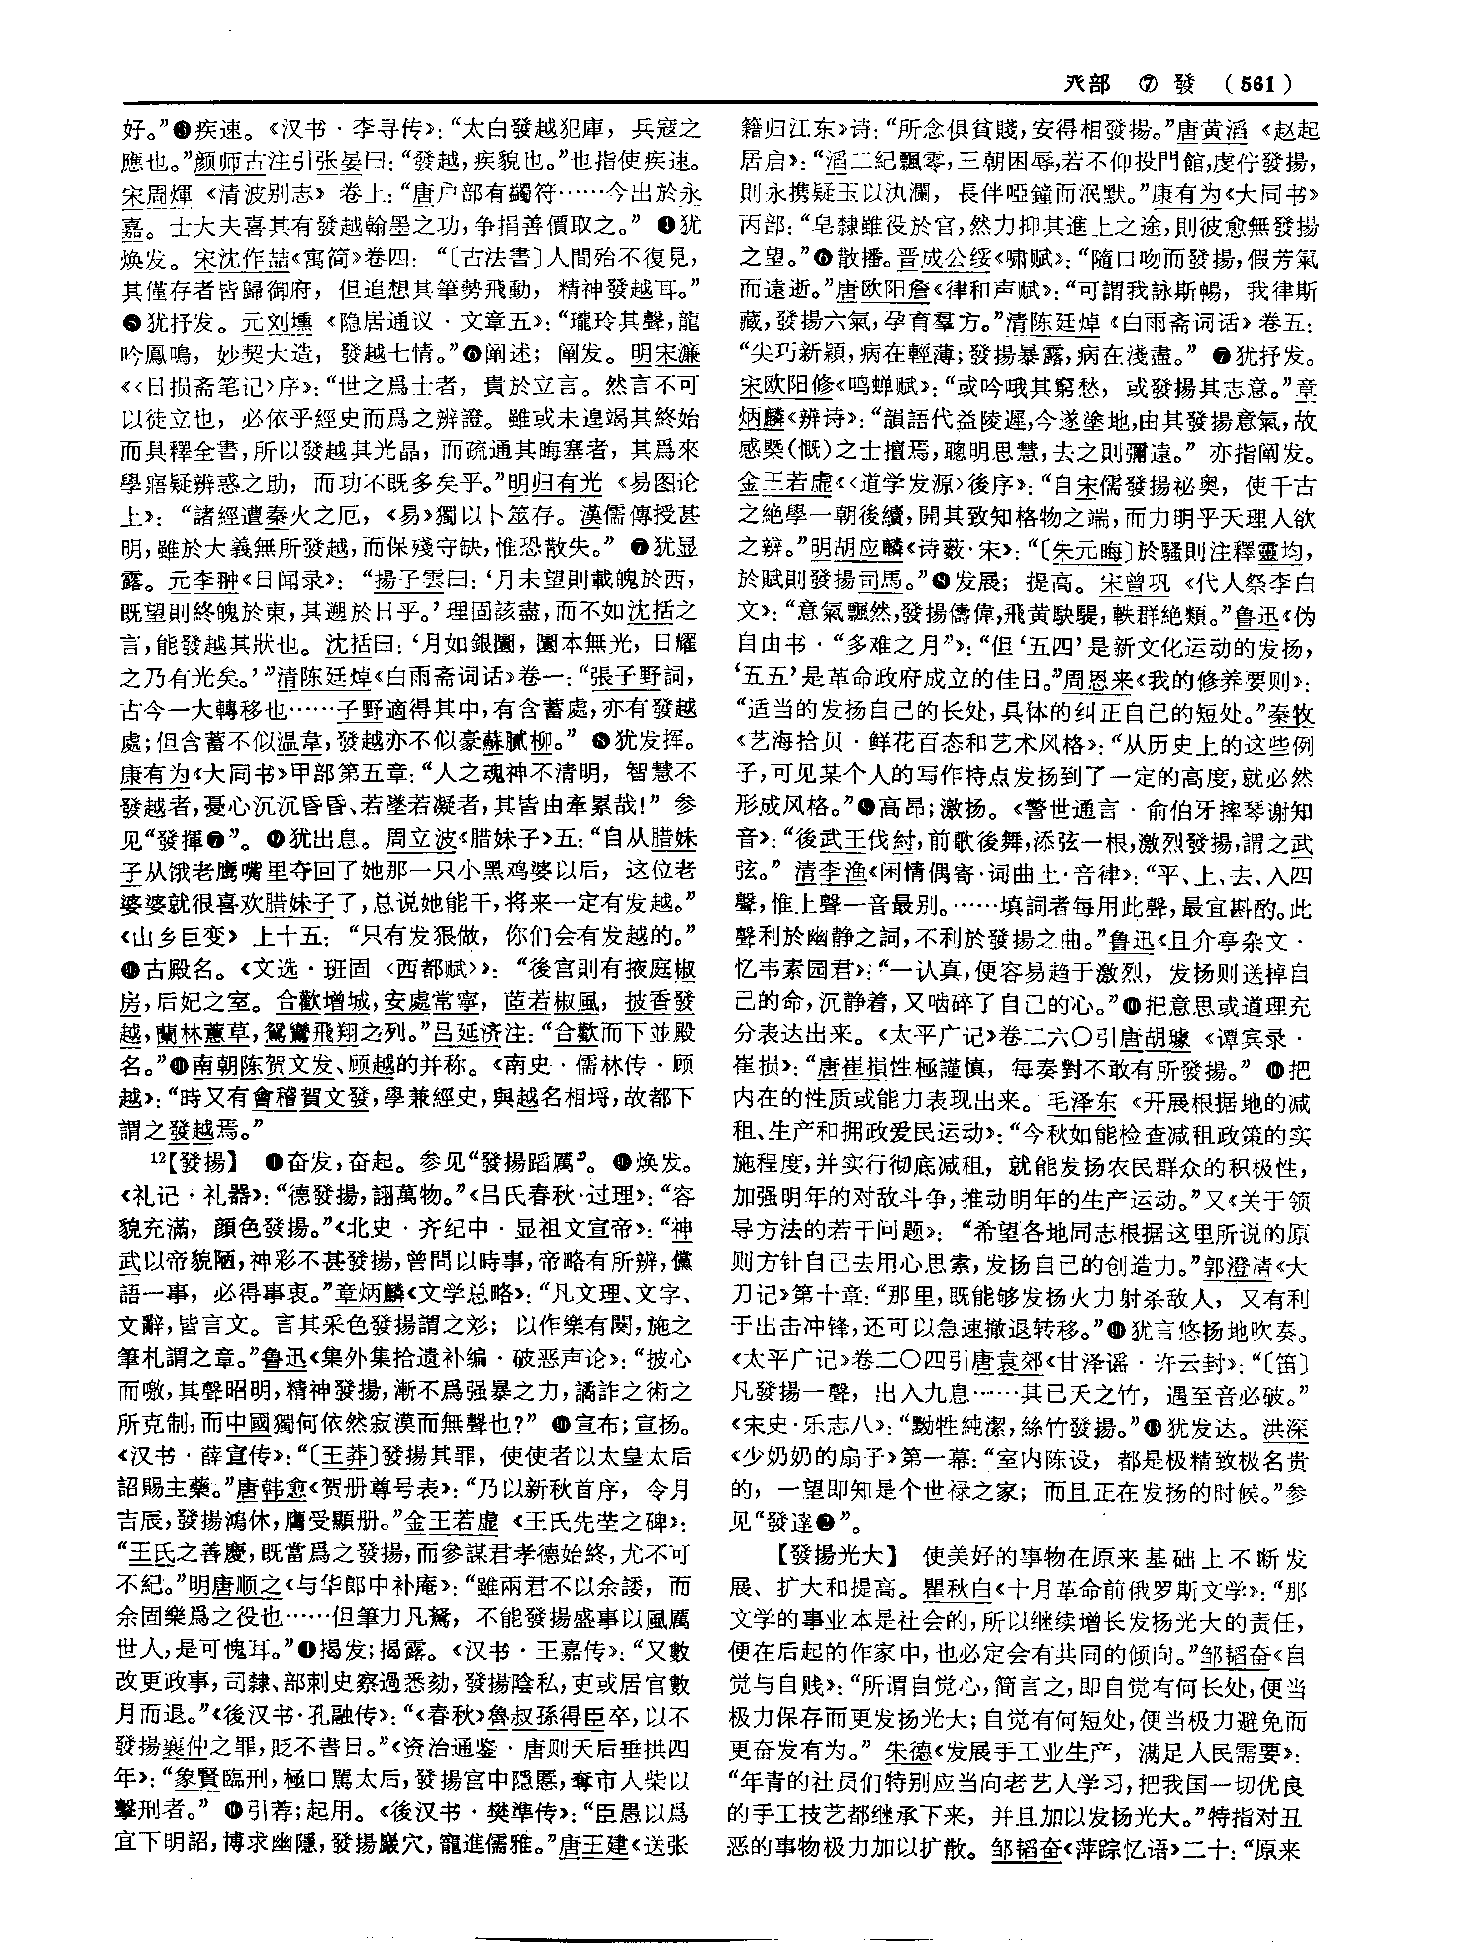 癶部 ⑦ 發 （561）
好。”❸疾速。《汉书·李寻传》：“太白發越犯庫，兵寇之
應也。”颜师古注引张晏曰：“發越，疾貌也。”也指使疾速。
宋周煇《清波别志》卷上：“唐户部有蠲符……今出於永
嘉。士大夫喜其有發越翰墨之功，争捐善價取之。”❹犹
焕发。宋沈作喆《寓简》卷四：“〔古法書〕人間殆不復見，
其僅存者皆歸御府，但追想其筆勢飛動，精神發越耳。”
❺犹抒发。元刘壎《隐居通议·文章五》：“瓏玲其聲，龍
吟鳳鳴，妙契大造，發越七情。”❻阐述；阐发。明宋濂
《〈日损斋笔记〉序》：“世之爲士者，貴於立言。然言不可
以徒立也，必依乎經史而爲之辨證。雖或未遑竭其終始
而具釋全書，所以發越其光晶，而疏通其晦塞者，其爲來
學寤疑辨惑之助，而功不既多矣乎。”明归有光《易图论
上》：“諸經遭秦火之厄，《易》獨以卜筮存。漢儒傳授甚
明，雖於大義無所發越，而保殘守缺，惟恐散失。”❼犹显
露。元李翀《日闻录》：“揚子雲曰：‘月未望則載魄於西，
既望則終魄於東，其遡於日乎。’理固該盡，而不如沈括之
言，能發越其狀也。沈括曰：‘月如銀圜，圜本無光，日耀
之乃有光矣。’”清陈廷焯《白雨斋词话》卷一：“張子野詞，
古今一大轉移也……子野適得其中，有含蓄處，亦有發越
處；但含蓄不似温韋，發越亦不似豪蘇膩柳。”❽犹发挥。
康有为《大同书》甲部第五章：“人之魂神不清明，智慧不
發越者，憂心沉沉昏昏、若墜若凝者，其皆由牽累哉！”参
见“發揮❼”。❾犹出息。周立波《腊妹子》五：“自从腊妹
子从饿老鹰嘴里夺回了她那一只小黑鸡婆以后，这位老
婆婆就很喜欢腊妹子了，总说她能干，将来一定有发越。”
《山乡巨变》上十五：“只有发狠做，你们会有发越的。”
❿古殿名。《文选·班固〈西都赋〉》：“後宫則有掖庭椒
房，后妃之室。合歡增城，安處常寧，茝若椒風，披香發
越，蘭林蕙草，鴛鸞飛翔之列。”吕延济注：“合歡而下並殿
名。”⓫南朝陈贺文发、顾越的并称。《南史·儒林传·顾
越》：“時又有會稽賀文發，學兼經史，與越名相埒，故都下
謂之發越焉。”
¹²【發揚】 ❶奋发，奋起。参见“發揚蹈厲”。❷焕发。
《礼记·礼器》：“德發揚，詡萬物。”《吕氏春秋·过理》：“容
貌充滿，顔色發揚。”《北史·齐纪中·显祖文宣帝》：“神
武以帝貌陋，神彩不甚發揚，曾問以時事，帝略有所辨，儻
語一事，必得事衷。”章炳麟《文学总略》：“凡文理、文字、
文辭，皆言文。言其采色發揚謂之彣；以作樂有闋，施之
筆札謂之章。”鲁迅《集外集拾遗补编·破恶声论》：“披心
而噭，其聲昭明，精神發揚，漸不爲强暴之力，譎詐之術之
所克制；而中國獨何依然寂漠而無聲也？”❸宣布；宣扬。
《汉书·薛宣传》：“〔王莽〕發揚其罪，使使者以太皇太后
詔賜主藥。”唐韩愈《贺册尊号表》：“乃以新秋首序，令月
吉辰，發揚鴻休，膺受顯册。”金王若虚《王氏先茔之碑》：
“王氏之善慶，既當爲之發揚，而參謀君孝德始終，尤不可
不紀。”明唐顺之《与华郎中补庵》：“雖兩君不以余諉，而
余固樂爲之役也……但筆力凡駑，不能發揚盛事以風厲
世人，是可愧耳。”❹揭发；揭露。《汉书·王嘉传》：“又數
改更政事，司隸、部刺史察過悉劾，發揚陰私，吏或居官數
月而退。”《後汉书·孔融传》：“《春秋》魯叔孫得臣卒，以不
發揚襄仲之罪，貶不書日。”《资治通鉴·唐则天后垂拱四
年》：“象賢臨刑，極口罵太后，發揚宫中隱慝，奪市人柴以
擊刑者。”❺引荐；起用。《後汉书·樊準传》：“臣愚以爲
宜下明詔，博求幽隱，發揚巖穴，寵進儒雅。”唐王建《送张
籍归江东》诗：“所念俱貧賤，安得相發揚。”唐黄滔《赵起
居启》：“滔二紀飄零，三朝困辱，若不仰投門館，虔佇發揚，
則永携疑玉以汍瀾，長伴啞鐘而泯默。”康有为《大同书》
丙部：“皂隸雖役於官，然力抑其進上之途，則彼愈無發揚
之望。”❻散播。晋成公绥《啸赋》：“隨口吻而發揚，假芳氣
而遠逝。”唐欧阳詹《律和声赋》：“可謂我詠斯暢，我律斯
藏，發揚六氣，孕育羣方。”清陈廷焯《白雨斋词话》卷五：
“尖巧新穎，病在輕薄；發揚暴露，病在淺盡。”❼犹抒发。
宋欧阳修《鸣蝉赋》：“或吟哦其窮愁，或發揚其志意。”章
炳麟《辨诗》：“韻語代益陵遲，今遂塗地，由其發揚意氣，故
感槩（慨）之士擅焉，聰明思慧，去之則彌遠。”亦指阐发。
金王若虚《〈道学发源〉後序》：“自宋儒發揚祕奥，使千古
之絶學一朝復續，開其致知格物之端，而力明乎天理人欲
之辨。”明胡应麟《诗薮·宋》：“〔朱元晦〕於騷則注釋靈均，
於賦則發揚司馬。”❽发展；提高。宋曾巩《代人祭李白
文》：“意氣飄然，發揚儔偉，飛黄駃騠，軼群絶類。”鲁迅《伪
自由书·“多难之月”》：“但‘五四’是新文化运动的发扬，
‘五五’是革命政府成立的佳日。”周恩来《我的修养要则》：
“适当的发扬自己的长处，具体的纠正自己的短处。”秦牧
《艺海拾贝·鲜花百态和艺术风格》：“从历史上的这些例
子，可见某个人的写作特点发扬到了一定的高度，就必然
形成风格。”❾高昂；激扬。《警世通言·俞伯牙摔琴谢知
音》：“後武王伐紂，前歌後舞，添弦一根，激烈發揚，謂之武
弦。”清李渔《闲情偶寄·词曲上·音律》：“平、上、去、入四
聲，惟上聲一音最别。……填詞者每用此聲，最宜斟酌。此
聲利於幽静之詞，不利於發揚之曲。”鲁迅《且介亭杂文·
忆韦素园君》：“一认真，便容易趋于激烈，发扬则送掉自
己的命，沉静着，又啮碎了自己的心。”❿把意思或道理充
分表达出来。《太平广记》卷二六〇引唐胡璩《谭宾录·
崔损》：“唐崔損性極謹慎，每奏對不敢有所發揚。”⓫把
内在的性质或能力表现出来。毛泽东《开展根据地的减
租、生产和拥政爱民运动》：“今秋如能检查减租政策的实
施程度，并实行彻底减租，就能发扬农民群众的积极性，
加强明年的对敌斗争，推动明年的生产运动。”又《关于领
导方法的若干问题》：“希望各地同志根据这里所说的原
则方针自己去用心思索，发扬自己的创造力。”郭澄清《大
刀记》第十章：“那里，既能够发扬火力射杀敌人，又有利
于出击冲锋，还可以急速撤退转移。”⓬犹言悠扬地吹奏。
《太平广记》卷二〇四引唐袁郊《甘泽谣·许云封》：“〔笛〕
凡發揚一聲，出入九息……其已夭之竹，遇至音必破。”
《宋史·乐志八》：“黝牲純潔，絲竹發揚。”⓭犹发达。洪深
《少奶奶的扇子》第一幕：“室内陈设，都是极精致极名贵
的，一望即知是个世禄之家；而且正在发扬的时候。”参
见“發達❷”。
【發揚光大】 使美好的事物在原来基础上不断发
展、扩大和提高。瞿秋白《十月革命前俄罗斯文学》：“那
文学的事业本是社会的，所以继续增长发扬光大的责任，
便在后起的作家中，也必定会有共同的倾向。”邹韬奋《自
觉与自贱》：“所谓自觉心，简言之，即自觉有何长处，便当
极力保存而更发扬光大；自觉有何短处，便当极力避免而
更奋发有为。”朱德《发展手工业生产，满足人民需要》：
“年青的社员们特别应当向老艺人学习，把我国一切优良
的手工技艺都继承下来，并且加以发扬光大。”特指对丑
恶的事物极力加以扩散。邹韬奋《萍踪忆语》二十：“原来